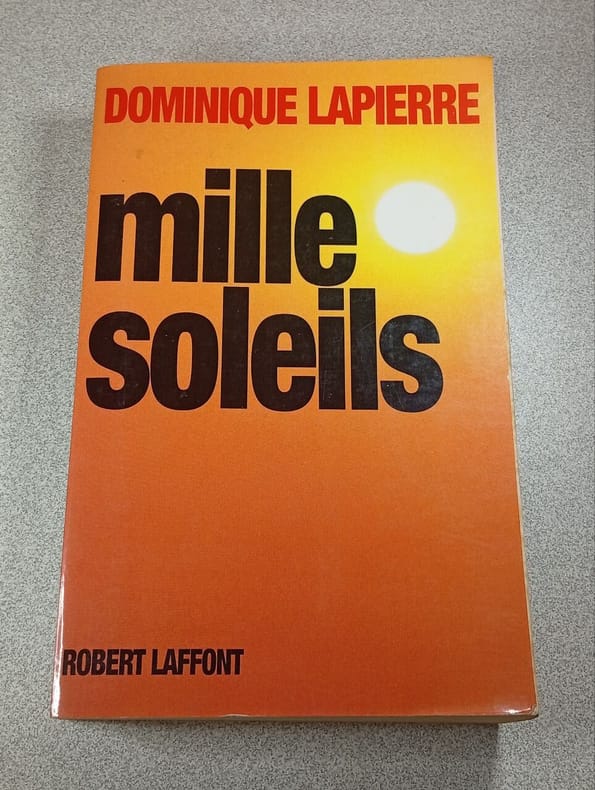 DOMINIQUE LAPIERRE
mille
soleils
ROBERT LAFFONT